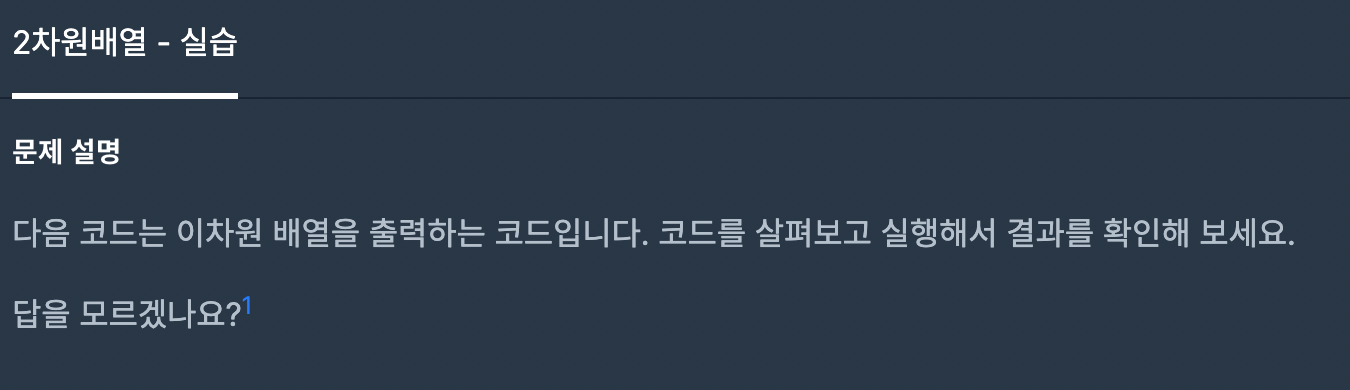 2차원배열 - 실습
문제 설명
다음 코드는 이차원 배열을 출력하는 코드입니다. 코드를 살펴보고 실행해서 결과를 확인해 보세요.
답을 모르겠나요?1